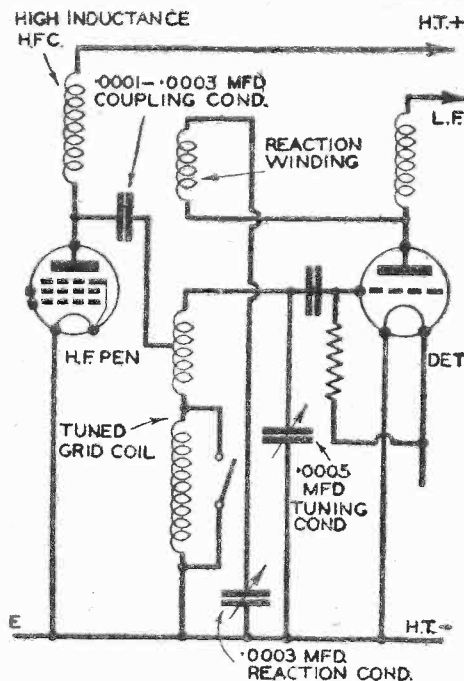 HIGH INDUCTANCE
H.F.C.
H.T.+
.0001-.0003 MFD
COUPLING COND.
L.F.
REACTION
WINDING
H.F. PEN
DET
TUNED
GRID COIL
.0005
MFD
TUNING
COND
E
H.T.-
.0003 MFD.
REACTION COND.